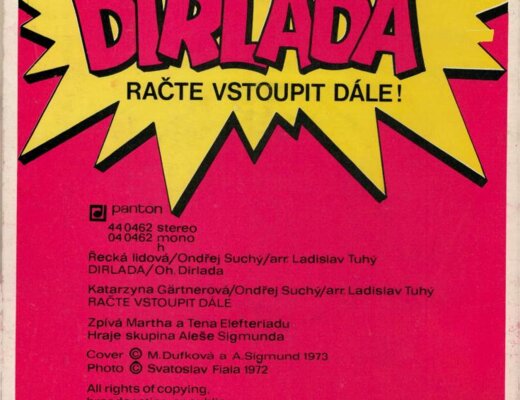 DIRLADA
RAČTE VSTOUPIT DÁLE!
panton
44 0462 stereo
04 0462 mono
h
Řecká lidová/Ondřej Suchý/arr. Ladislav Tuhý
DIRLADA/Oh, Dirlada
Katarzyna Gärtnerová/Ondřej Suchý/arr. Ladislav Tuhý
RAČTE VSTOUPIT DÁLE
Zpívá Martha a Tena Elefteriadu
Hraje skupina Aleše Sigmunda
Cover © M. Dufková a A. Sigmund 1973
Photo © Svatoslav Fiala 1972
All rights of copying,